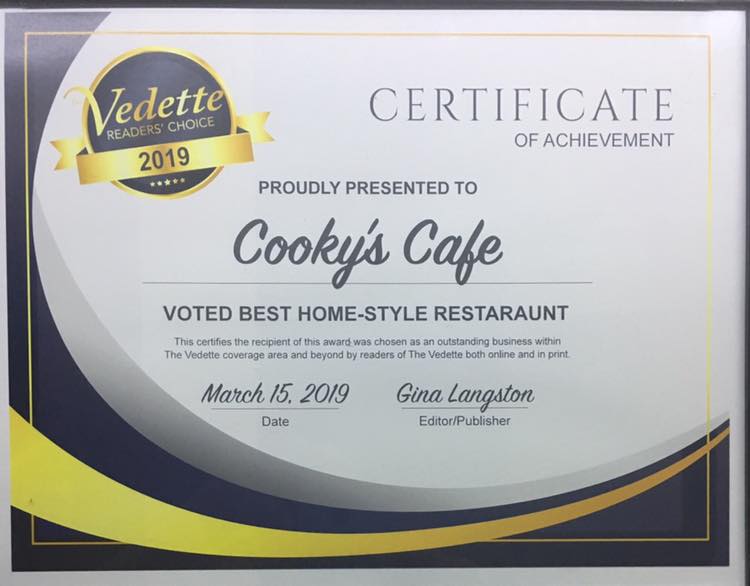 The
Vedette
READERS' CHOICE
2019
CERTIFICATE
OF ACHIEVEMENT
PROUDLY PRESENTED TO
Cooky's Cafe
VOTED BEST HOME-STYLE RESTARAUNT
This certifies the recipient of this award was chosen as an outstanding business within
The Vedette coverage area and beyond by readers of The Vedette both online and in print.
March 15, 2019 Gina Langston
Date Editor/Publisher